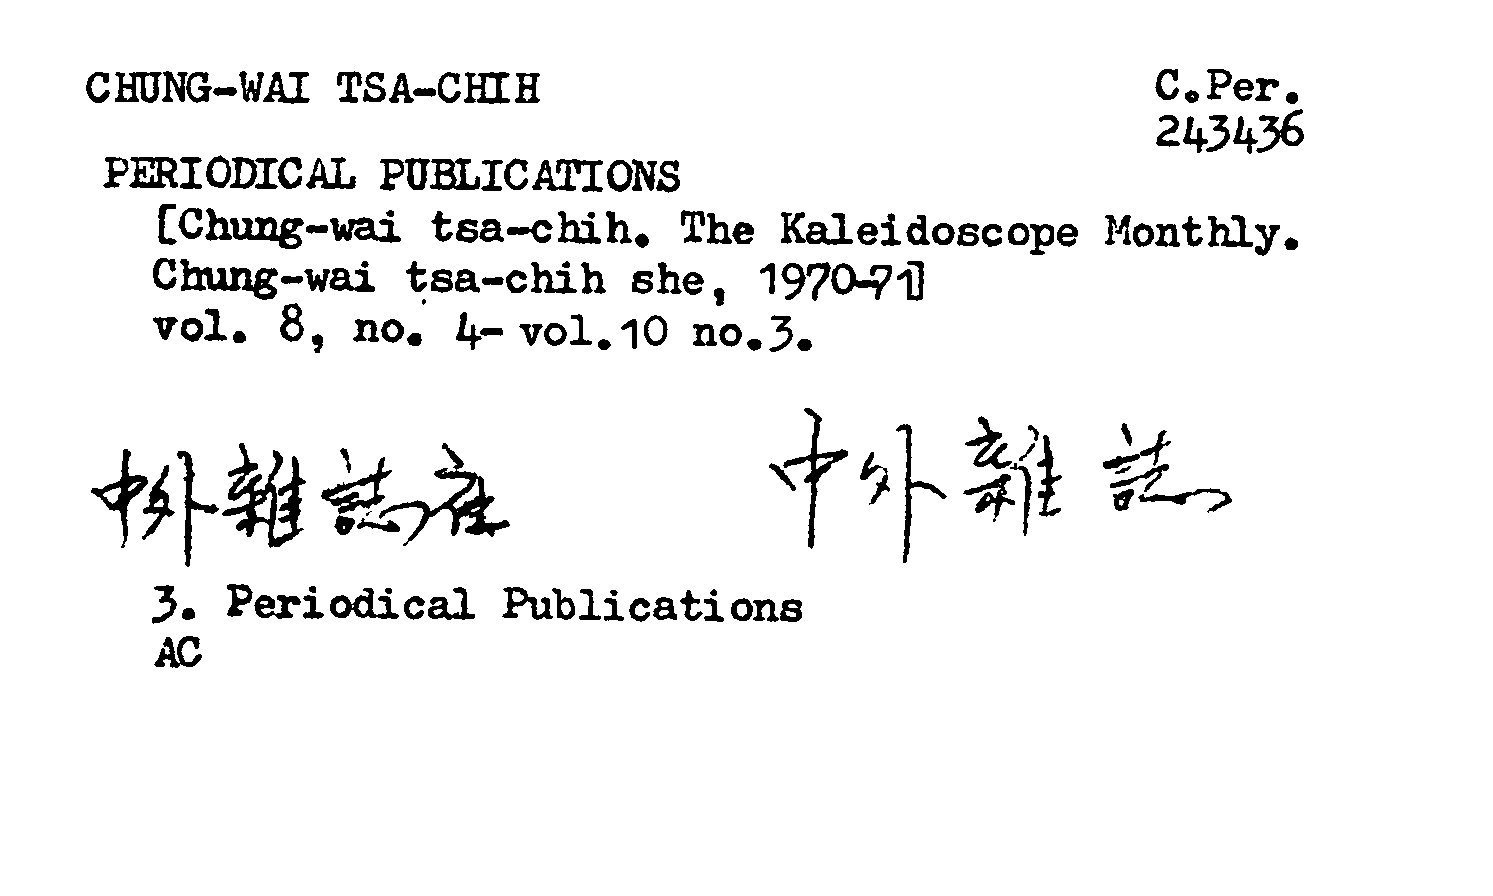 CHUNG-WAI TSA-CHIH
C.Per.
243436
PERIODICAL PUBLICATIONS
[Chung-wai tsa-chih. The Kaleidoscope Monthly.
Chung-wai tsa-chih she, 1970-71]
vol. 8, no. 4- vol.10 no.3.
中外雜誌社
中外雜誌
3. Periodical Publications
AC